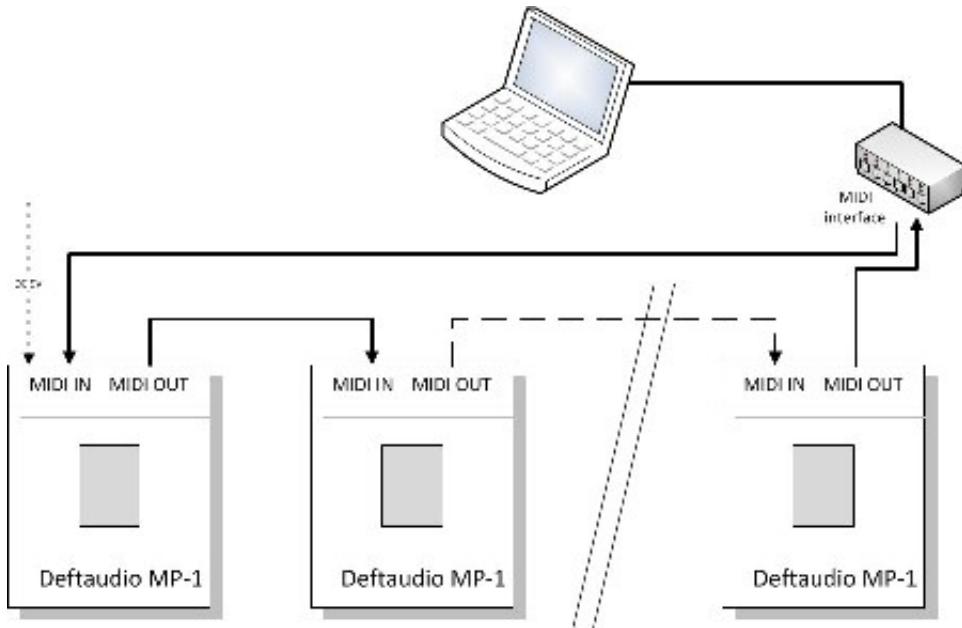 MIDI
interface
MIDI IN MIDI OUT
MIDI IN MIDI OUT
MIDI IN MIDI OUT
Deftaudio MP-1
Deftaudio MP-1
Deftaudio MP-1